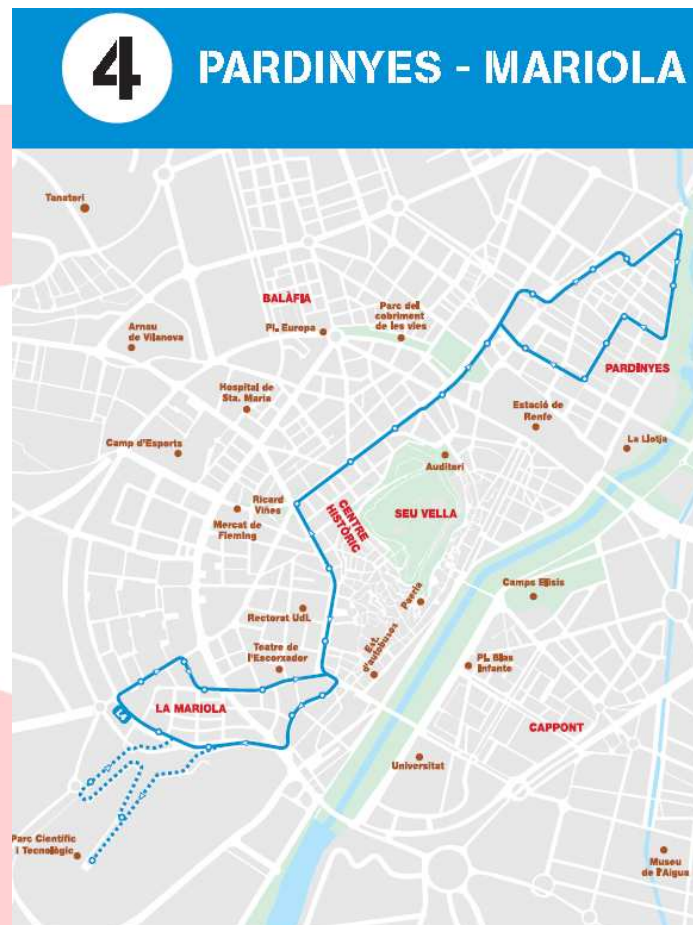 4 PARDINYES - MARIOLA
Tanatori
BALÀFIA
Parc del
cobriment
de les vies
Arnau
de Vilanova
Pl. Europa
PARDINYES
Hospital de
Sta. Maria
Estació de
Renfe
Camp d'Esports
La Llotja
Auditori
Ricard
Viñes
CENTRE
HISTÒRIC
SEU VELLA
Mercat de
Fleming
Camps Elisis
Paeria
Rectorat UdL
Est.
d'autobusos
Teatre de
l'Escorxador
Pl. Blas
Infante
LA MARIOLA
L4
CAPPONT
Universitat
Parc Científic
i Tecnològic
Museu
de l'Aigua